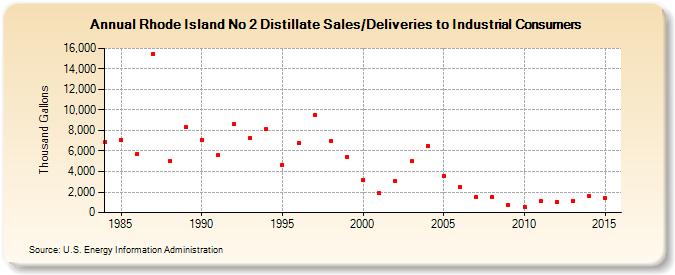 Annual Rhode Island No 2 Distillate Sales/Deliveries to Industrial Consumers
Thousand Gallons
16,000
14,000
12,000
10,000
8,000
6,000
4,000
2,000
0
1985 1990 1995 2000 2005 2010 2015
Source: U.S. Energy Information Administration